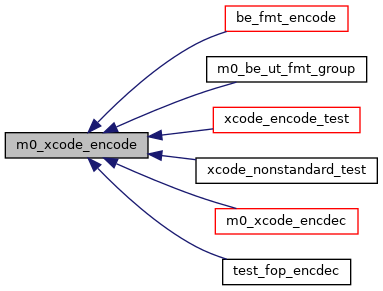 be_fmt_encode
m0_be_ut_fmt_group
xcode_encode_test
m0_xcode_encode
xcode_nonstandard_test
m0_xcode_encdec
test_fop_encdec